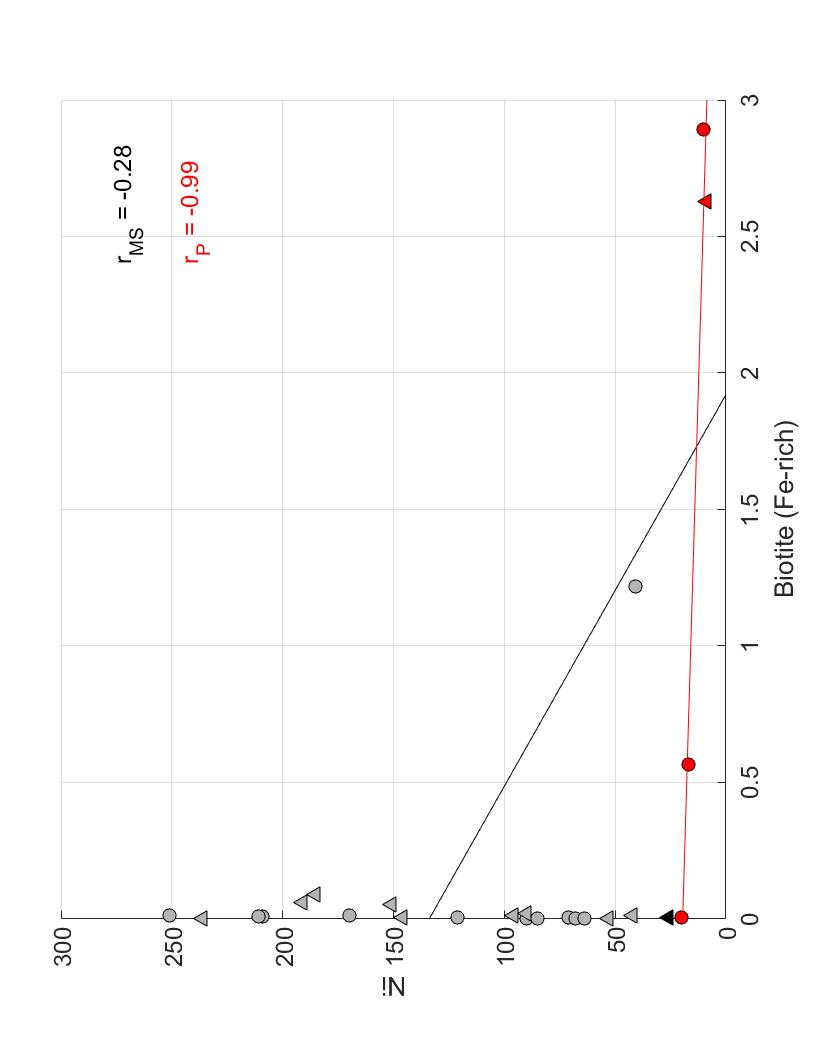 300
250
200
150
100
50
0
Ni
r_MS = -0.28
r_P = -0.99
0 0.5 1 1.5 2 2.5 3
Biotite (Fe-rich)